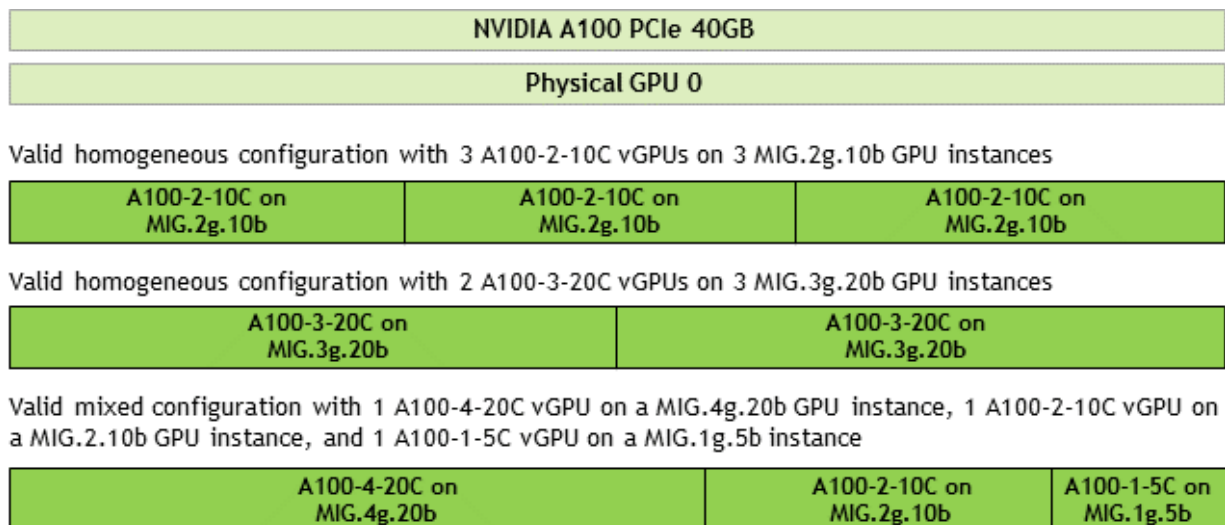 NVIDIA A100 PCIe 40GB
Physical GPU 0
Valid homogeneous configuration with 3 A100-2-10C vGPUs on 3 MIG.2g.10b GPU instances
A100-2-10C on
MIG.2g.10b
A100-2-10C on
MIG.2g.10b
A100-2-10C on
MIG.2g.10b
Valid homogeneous configuration with 2 A100-3-20C vGPUs on 3 MIG.3g.20b GPU instances
A100-3-20C on
MIG.3g.20b
A100-3-20C on
MIG.3g.20b
Valid mixed configuration with 1 A100-4-20C vGPU on a MIG.4g.20b GPU instance, 1 A100-2-10C vGPU on
a MIG.2.10b GPU instance, and 1 A100-1-5C vGPU on a MIG.1g.5b instance
A100-4-20C on
MIG.4g.20b
A100-2-10C on
MIG.2g.10b
A100-1-5C on
MIG.1g.5b